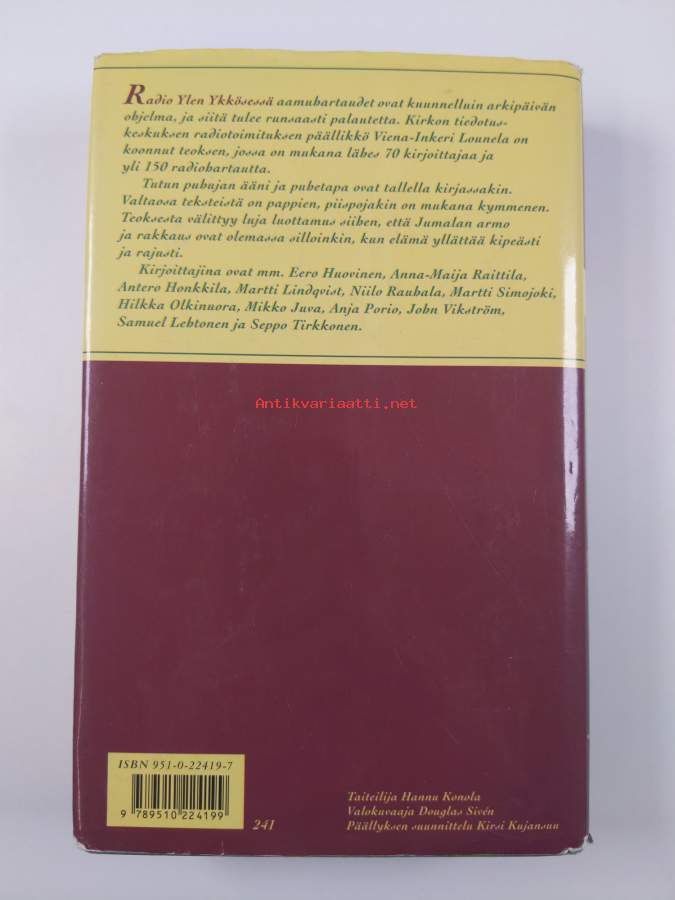 Radio Ylen Ykkösessä aamuhartaudet ovat kuunnelluin arkipäivän
ohjelma, ja siitä tulee runsaasti palautetta. Kirkon tiedotus-
keskuksen radiotoimituksen päällikkö Viena-Inkeri Lounela on
koonnut teoksen, jossa on mukana lähes 70 kirjoittajaa ja
yli 150 radiohartautta.
Tutun puhujan ääni ja puhetapa ovat tallella kirjassakin.
Valtaosa teksteistä on pappien, piispojakin on mukana kymmenen.
Teoksesta välittyy luja luottamus siihen, että Jumalan armo
ja rakkaus ovat olemassa silloinkin, kun elämä yllättää kipeästi
ja rajusti.
Kirjoittajina ovat mm. Eero Huovinen, Anna-Maija Raittila,
Antero Honkkila, Martti Lindqvist, Niilo Rauhala, Martti Simojoki,
Hilkka Olkinuora, Mikko Juva, Anja Porio, John Vikström,
Samuel Lehtonen ja Seppo Tirkkonen.
Antikvariaatti.net
ISBN 951-0-22419-7
9 789510 224199
241
Taiteilija Hannu Konola
Valokuvaaja Douglas Sivén
Päällyksen suunnittelu Kirsi Kujansuu